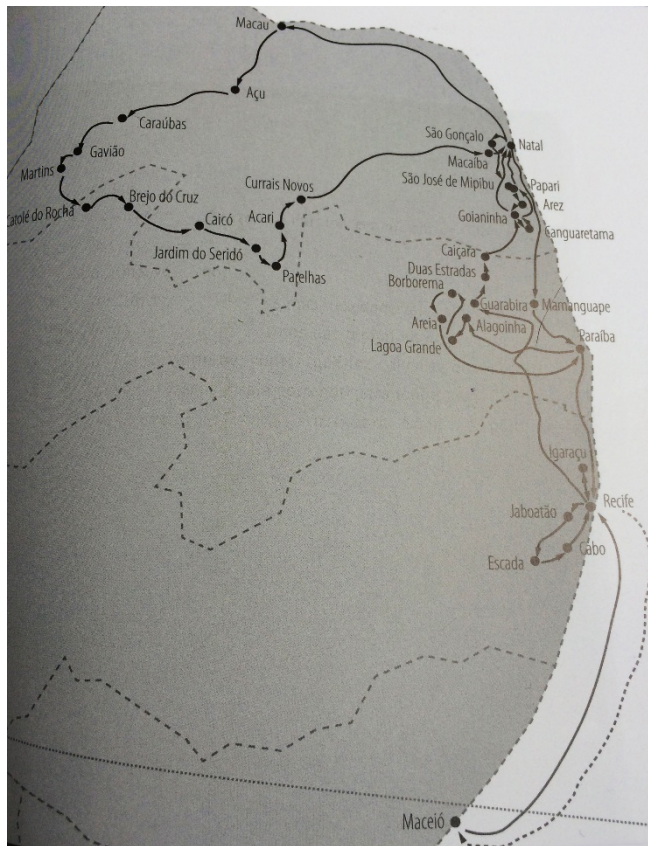 Macau
Açu
Caraúbas
Gavião
Martins
Catolé do Rocha
Brejo do Cruz
Caicó
Jardim do Seridó
Parelhas
Acari
Currais Novos
São Gonçalo
Natal
Macaíba
São José de Mipibu
Papari
Arez
Goianinha
Canguaretama
Caiçara
Duas Estradas
Borborema
Guarabira
Mamanguape
Areia
Alagoinha
Paraíba
Lagoa Grande
Igaraçu
Recife
Jaboatão
Cabo
Escada
Maceió